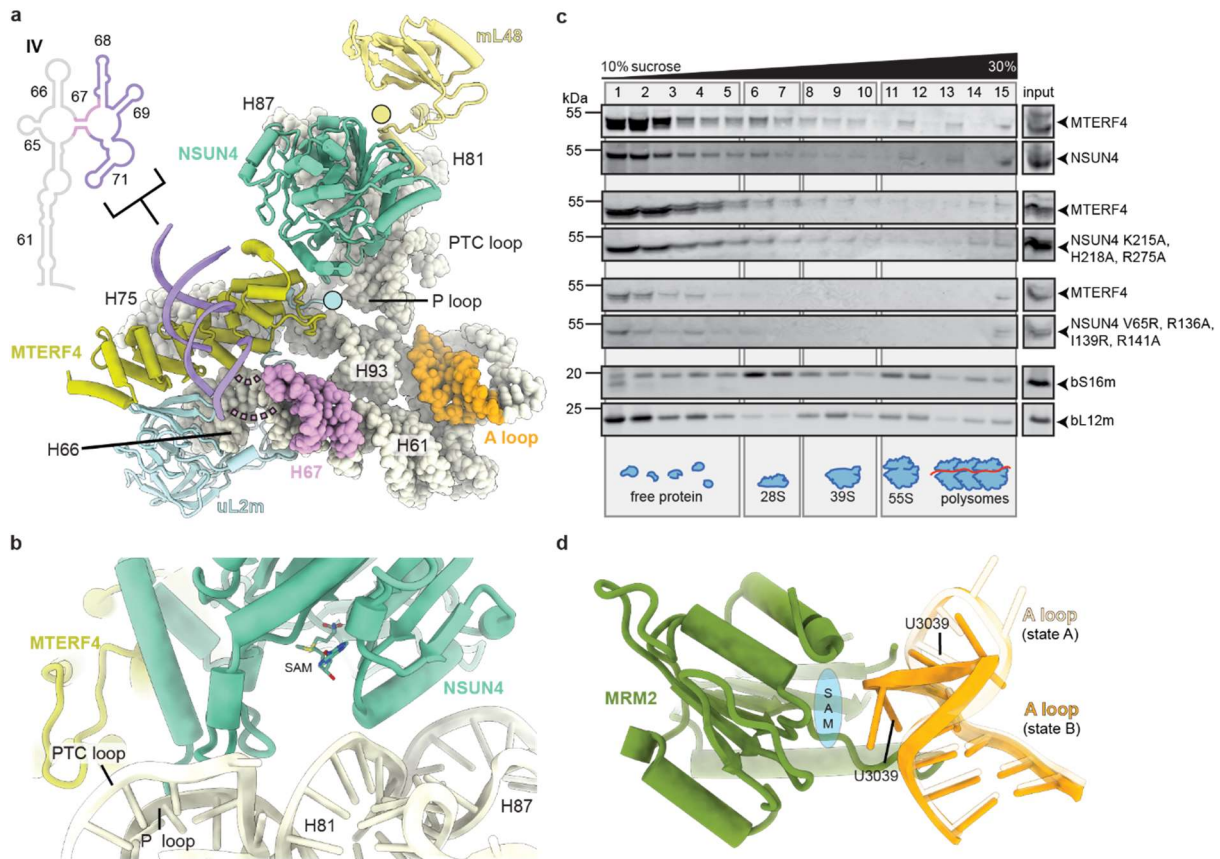 a
IV
68
66
67
69
65
71
61
mL48
H87
NSUN4
H81
PTC loop
H75
P loop
MTERF4
H93
H66
H67
H61
A loop
uL2m
b
MTERF4
SAM
NSUN4
PTC loop
P loop
H81
H87
c
10% sucrose
30%
kDa
1 2 3 4 5 6 7 8 9 10 11 12 13 14 15 input
55
MTERF4
55
NSUN4
MTERF4
55
NSUN4 K215A,
H218A, R275A
MTERF4
55
NSUN4 V65R, R136A,
I139R, R141A
20
bS16m
25
bL12m
free protein
28S
39S
55S
polysomes
d
U3039
A loop
(state A)
MRM2
SAM
A loop
(state B)
U3039